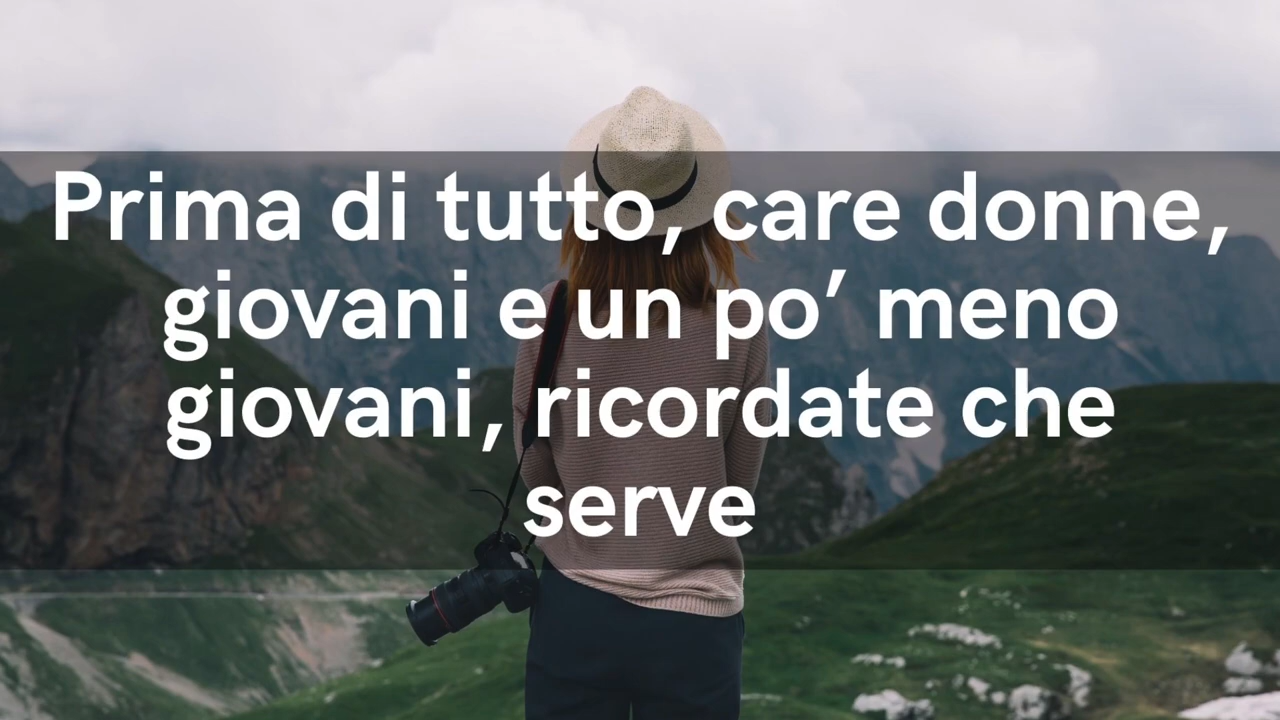 Prima di tutto, care donne,
giovani e un po’ meno
giovani, ricordate che
serve